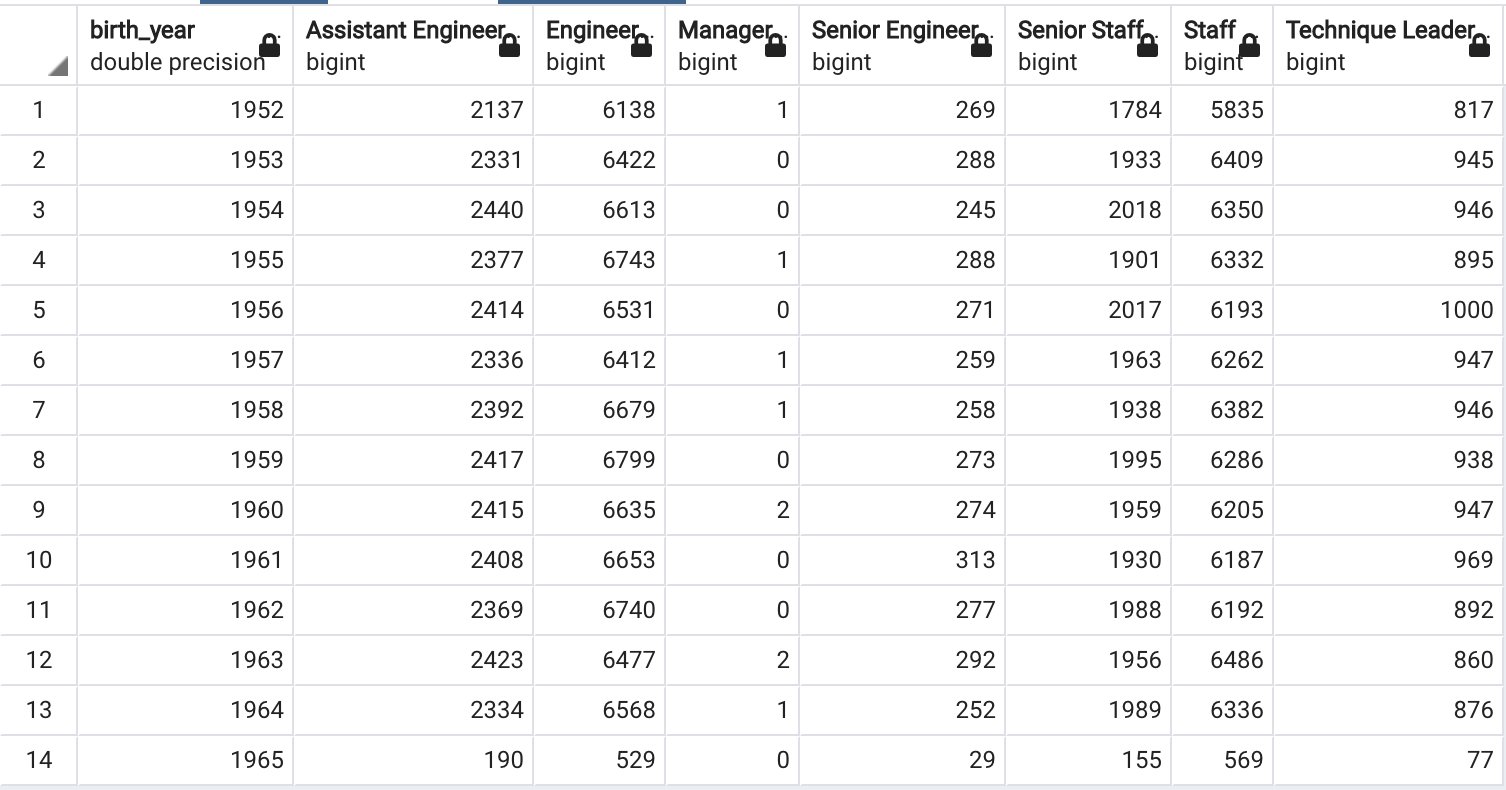 birth_year Assistant Engineer Engineer Manager Senior Engineer Senior Staff Staff Technique Leader
double precision bigint bigint bigint bigint bigint bigint bigint
1 1952 2137 6138 1 269 1784 5835 817
2 1953 2331 6422 0 288 1933 6409 945
3 1954 2440 6613 0 245 2018 6350 946
4 1955 2377 6743 1 288 1901 6332 895
5 1956 2414 6531 0 271 2017 6193 1000
6 1957 2336 6412 1 259 1963 6262 947
7 1958 2392 6679 1 258 1938 6382 946
8 1959 2417 6799 0 273 1995 6286 938
9 1960 2415 6635 2 274 1959 6205 947
10 1961 2408 6653 0 313 1930 6187 969
11 1962 2369 6740 0 277 1988 6192 892
12 1963 2423 6477 2 292 1956 6486 860
13 1964 2334 6568 1 252 1989 6336 876
14 1965 190 529 0 29 155 569 77